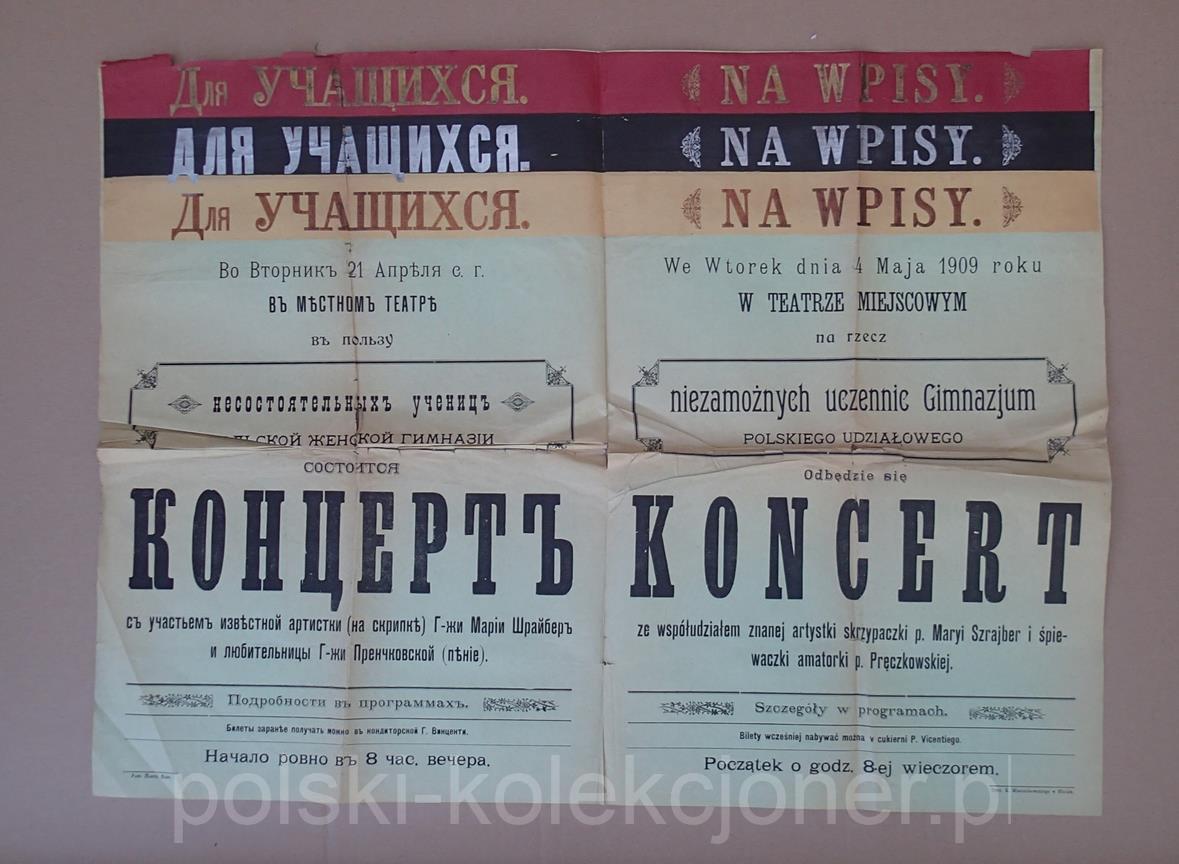 Для УЧАЩИХСЯ.
ДЛЯ УЧАЩИХСЯ.
Для УЧАЩИХСЯ.
Во Вторникъ 21 Апрѣля с. г.
ВЪ МѢСТНОМЪ ТЕАТРѢ
въ пользу
несостоятельныхъ ученицъ
ЖЕНСКОЙ ГИМНАЗІИ
СОСТОИТСЯ
КОНЦЕРТЪ
съ участьемъ извѣстной артистки (на скрипкѣ) Г-жи Маріи Шрайберъ
и любительницы Г-жи Пренчковской (пѣніе).
Подробности въ программахъ.
Билеты заранѣе получать можно въ кондиторской Г. Винценти.
Начало ровно въ 8 час. вечера.
NA WPISY.
NA WPISY.
NA WPISY.
We Wtorek dnia 4 Maja 1909 roku
W TEATRZE MIEJSCOWYM
na rzecz
niezamożnych uczennic Gimnazjum
POLSKIEGO UDZIAŁOWEGO
Odbędzie się
KONCERT
ze współudziałem znanej artystki skrzypaczki p. Maryi Szrajber i śpie-
waczki amatorki p. Pręczkowskiej.
Szczegóły w programach.
Bilety wcześniej nabywać można v cukierni P. Vicentiego.
Początek o godz. 8-ej wieczorem.
polski-kolekcjoner.pl